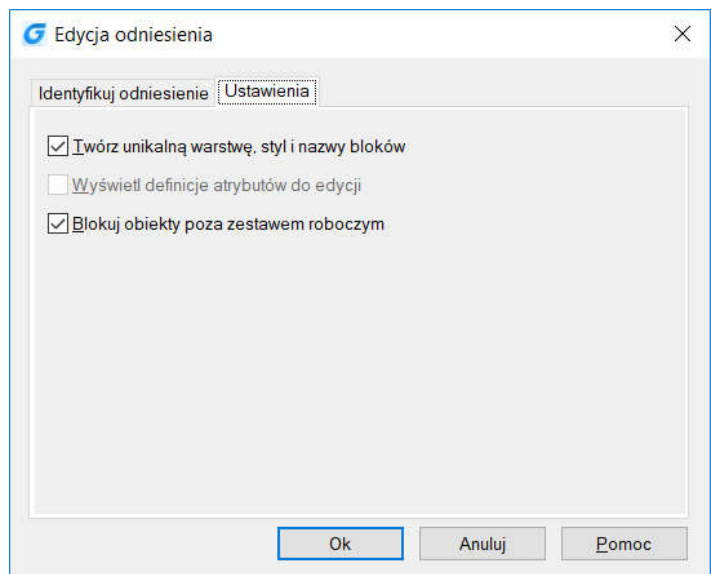 Edycja odniesienia
Identyfikuj odniesienie Ustawienia
Twórz unikalną warstwę, styl i nazwy bloków
Wyświetl definicje atrybutów do edycji
Blokuj obiekty poza zestawem roboczym
Ok Anuluj Pomoc